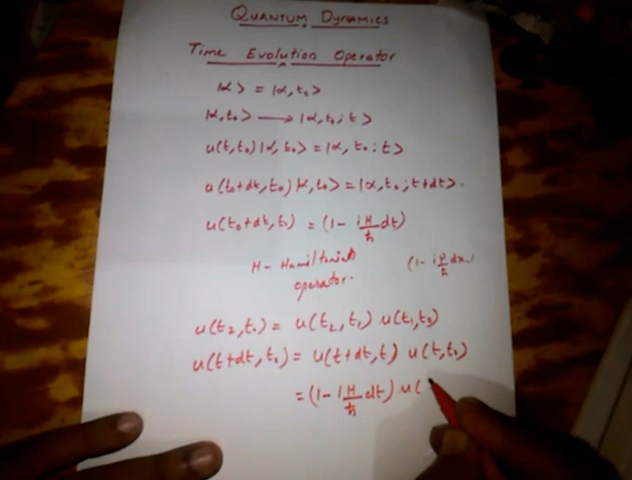 QUANTUM DYNAMICS
Time Evolution Operator
|α> = |α, t₀>
|α, t₀> ⟶ |α, t₀; t>
u(t, t₀) |α, t₀> = |α, t₀; t>
u(t₀+dt, t₀) |α, t₀> = |α, t₀; t+dt>.
u(t₀+dt, t₀) = (1 - iH/ħ dt)
H - Hamiltonian operator. (1 - i p/ħ dx.)
u(t₂, t₀) = u(t₂, t₁) u(t₁, t₀)
u(t+dt, t₀) = u(t+dt, t) u(t, t₀)
= (1 - iH/ħ dt) u(